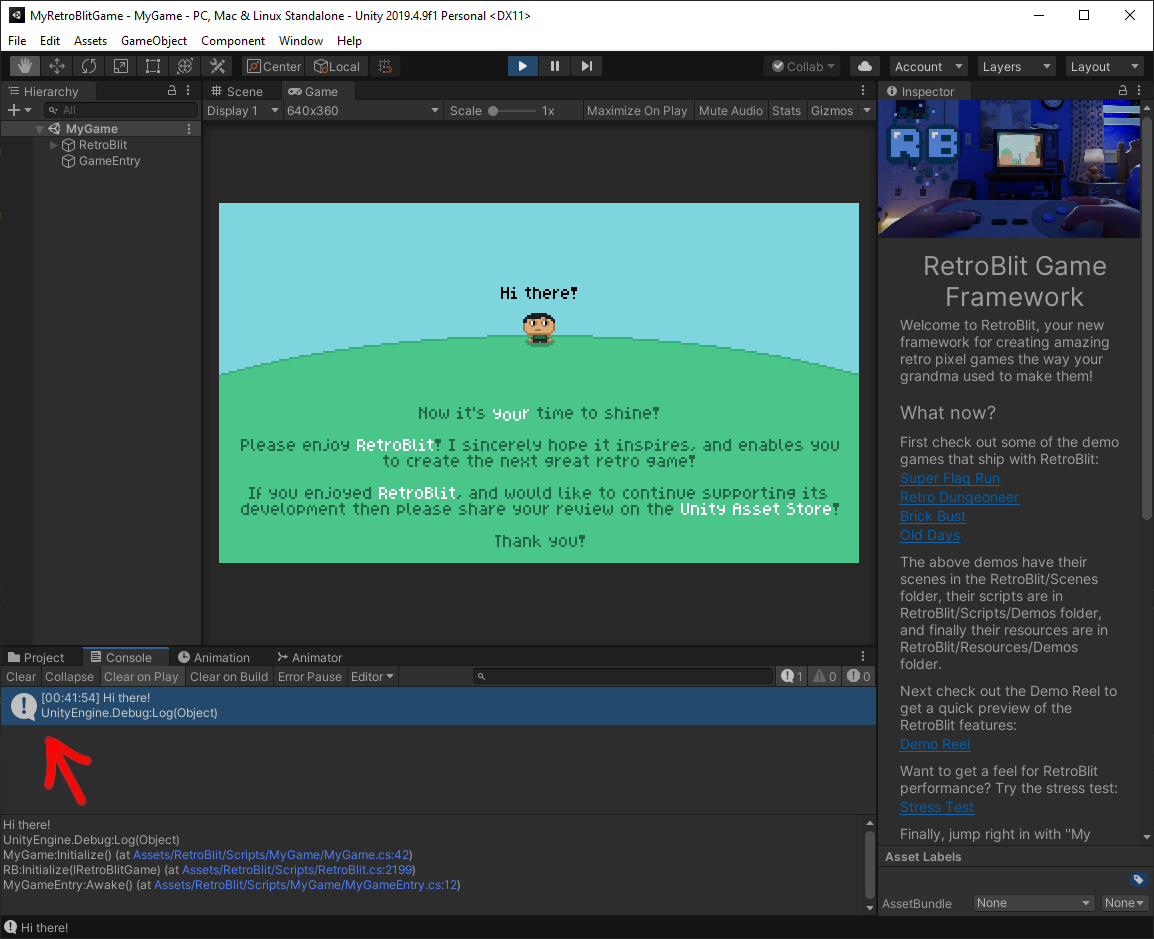 MyRetroBlitGame - MyGame - PC, Mac & Linux Standalone - Unity 2019.4.9f1 Personal <DX11>
File Edit Assets GameObject Component Window Help
Center Local Collab Account Layers Layout
Hierarchy
All
MyGame
RetroBlit
GameEntry
Scene Game
Display 1 640x360 Scale 1x Maximize On Play Mute Audio Stats Gizmos
Hi there!
Now it's your time to shine!
Please enjoy RetroBlit! I sincerely hope it inspires, and enables you
to create the next great retro game!
If you enjoyed RetroBlit, and would like to continue supporting its
development then please share your review on the Unity Asset Store!
Thank you!
Inspector
RB
RetroBlit Game
Framework
Welcome to RetroBlit, your new
framework for creating amazing
retro pixel games the way your
grandma used to make them!
What now?
First check out some of the demo
games that ship with RetroBlit:
Super Flag Run
Retro Dungeoneer
Brick Bust
Old Days
The above demos have their
scenes in the RetroBlit/Scenes
folder, their scripts are in
RetroBlit/Scripts/Demos folder,
and finally their resources are in
RetroBlit/Resources/Demos
folder.
Next check out the Demo Reel to
get a quick preview of the
RetroBlit features:
Demo Reel
Want to get a feel for RetroBlit
performance? Try the stress test:
Stress Test
Finally, jump right in with "My
Asset Labels
AssetBundle None None
Project Console Animation Animator
Clear Collapse Clear on Play Clear on Build Error Pause Editor 1 0 0
[00:41:54] Hi there!
UnityEngine.Debug:Log(Object)
Hi there!
UnityEngine.Debug:Log(Object)
MyGame:Initialize() (at Assets/RetroBlit/Scripts/MyGame/MyGame.cs:42)
RB:Initialize(IRetroBlitGame) (at Assets/RetroBlit/Scripts/RetroBlit.cs:2199)
MyGameEntry:Awake() (at Assets/RetroBlit/Scripts/MyGame/MyGameEntry.cs:12)
Hi there!